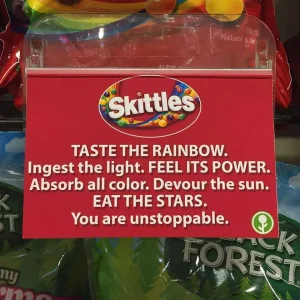 Skittles
TASTE THE RAINBOW.
Ingest the light. FEEL ITS POWER.
Absorb all color. Devour the sun.
EAT THE STARS.
You are unstoppable.
FOREST
FOREST